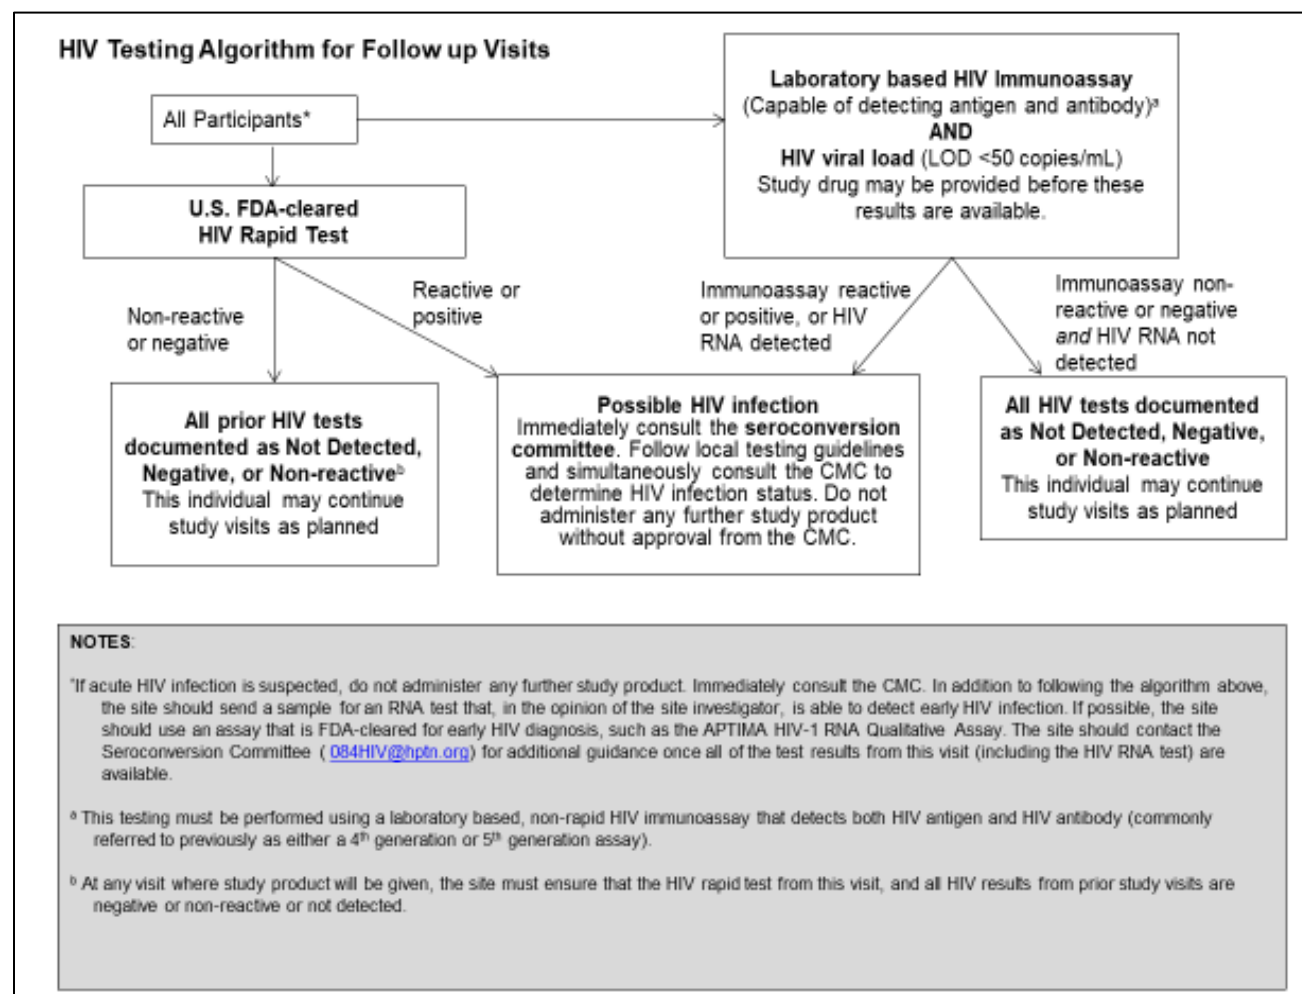 HIV Testing Algorithm for Follow up Visits
All Participants*
Laboratory based HIV Immunoassay
(Capable of detecting antigen and antibody)ᵃ
AND
HIV viral load (LOD <50 copies/mL)
Study drug may be provided before these
results are available.
U.S. FDA-cleared
HIV Rapid Test
Non-reactive
or negative
Reactive or
positive
Immunoassay reactive
or positive, or HIV
RNA detected
Immunoassay non-
reactive or negative
and HIV RNA not
detected
All prior HIV tests
documented as Not Detected,
Negative, or Non-reactiveᵇ
This individual may continue
study visits as planned
Possible HIV infection
Immediately consult the seroconversion
committee. Follow local testing guidelines
and simultaneously consult the CMC to
determine HIV infection status. Do not
administer any further study product
without approval from the CMC.
All HIV tests documented
as Not Detected, Negative,
or Non-reactive
This individual may continue
study visits as planned
NOTES:
*If acute HIV infection is suspected, do not administer any further study product. Immediately consult the CMC. In addition to following the algorithm above,
the site should send a sample for an RNA test that, in the opinion of the site investigator, is able to detect early HIV infection. If possible, the site
should use an assay that is FDA-cleared for early HIV diagnosis, such as the APTIMA HIV-1 RNA Qualitative Assay. The site should contact the
Seroconversion Committee ( 084HIV@hptn.org) for additional guidance once all of the test results from this visit (including the HIV RNA test) are
available.
ᵃ This testing must be performed using a laboratory based, non-rapid HIV immunoassay that detects both HIV antigen and HIV antibody (commonly
referred to previously as either a 4th generation or 5th generation assay).
ᵇ At any visit where study product will be given, the site must ensure that the HIV rapid test from this visit, and all HIV results from prior study visits are
negative or non-reactive or not detected.